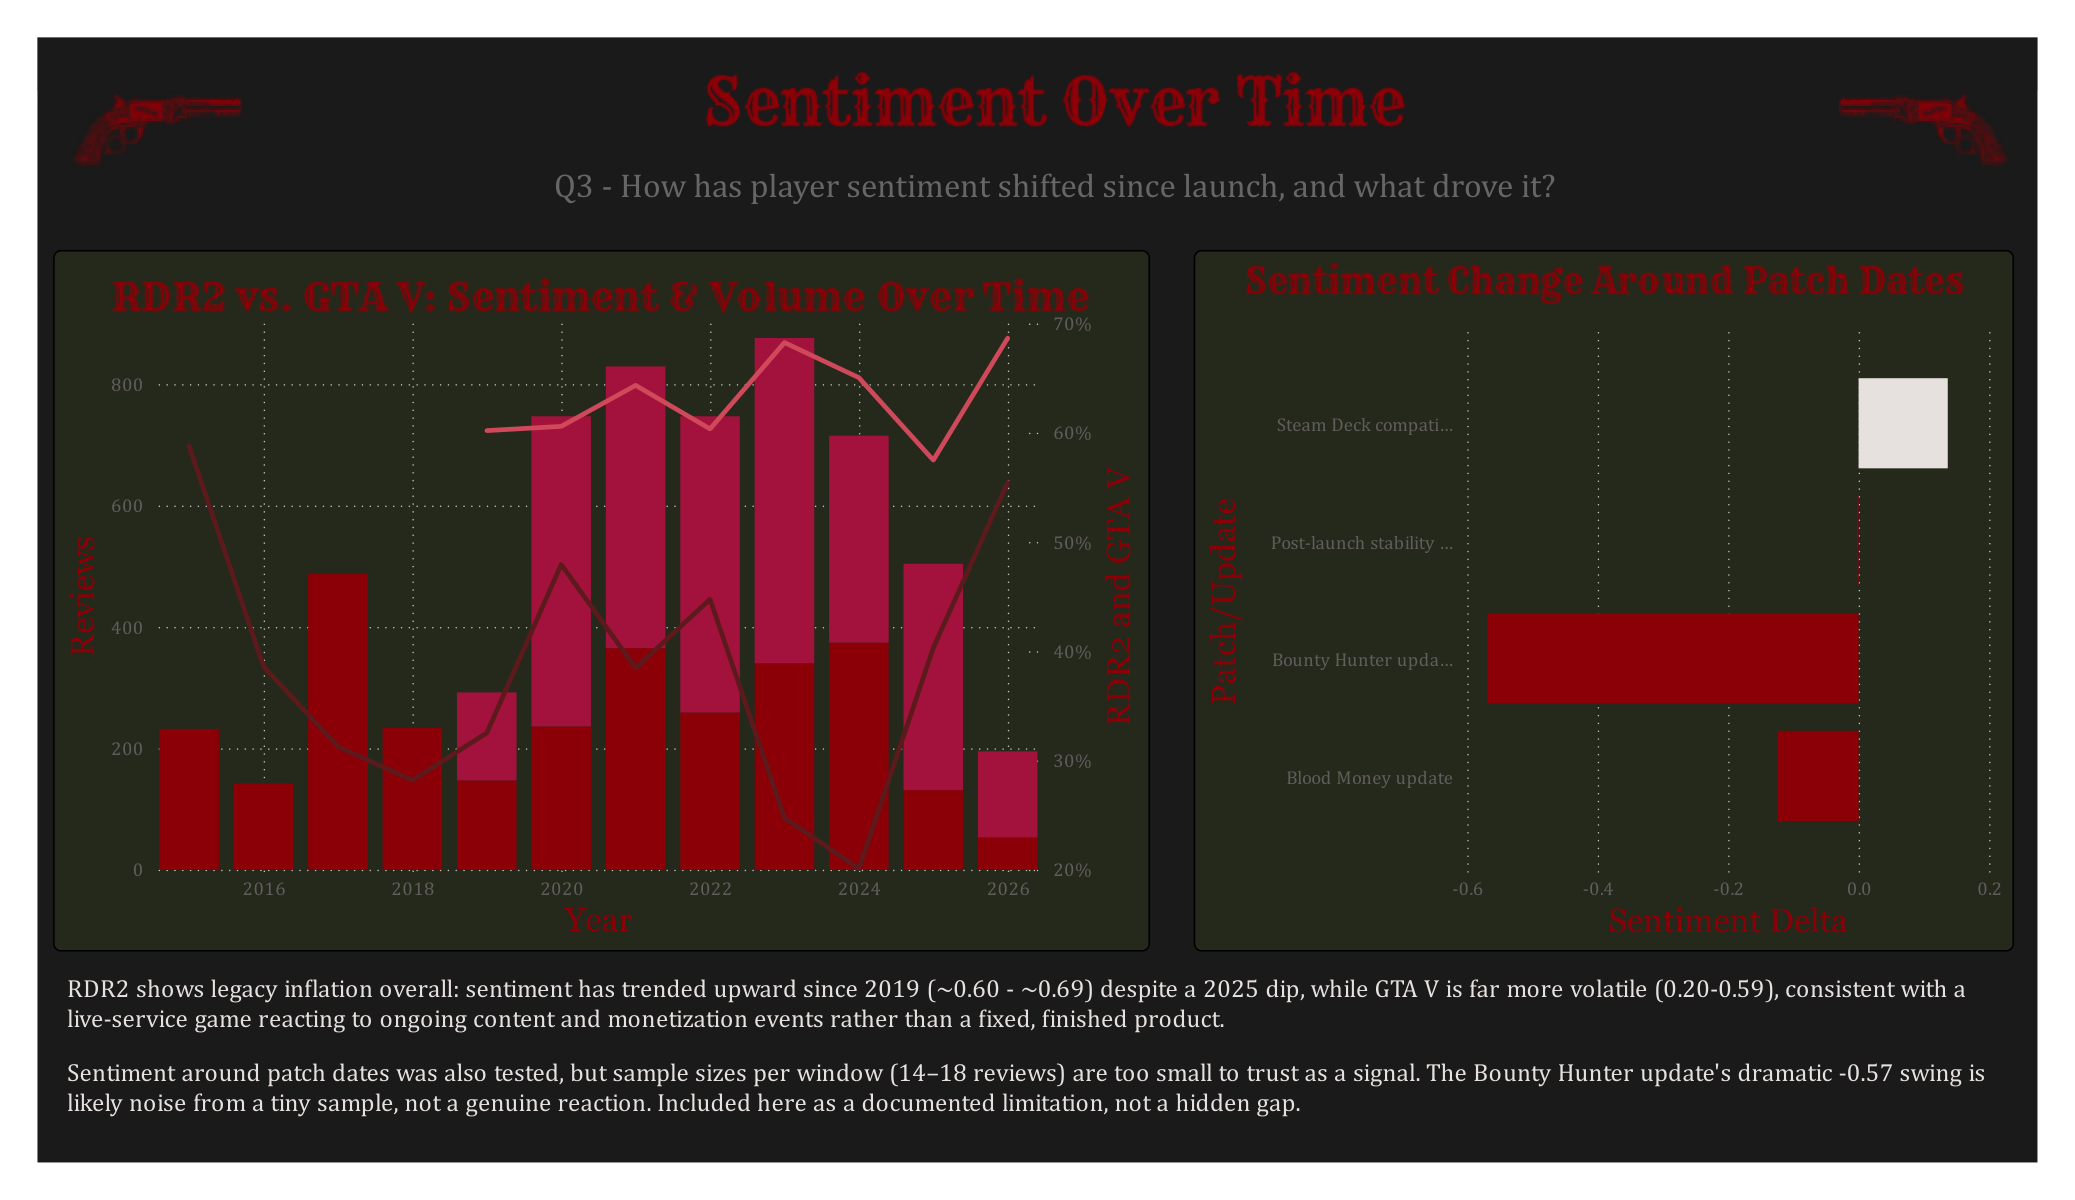 Sentiment Over Time
Q3 - How has player sentiment shifted since launch, and what drove it?
RDR2 vs. GTA V: Sentiment & Volume Over Time
70%
800
60%
600
50%
400
40%
200
30%
0
20%
Reviews
RDR2 and GTA V
2016 2018 2020 2022 2024 2026
Year
Sentiment Change Around Patch Dates
Patch/Update
Steam Deck compati...
Post-launch stability ...
Bounty Hunter upda...
Blood Money update
-0.6 -0.4 -0.2 0.0 0.2
Sentiment Delta
RDR2 shows legacy inflation overall: sentiment has trended upward since 2019 (~0.60 - ~0.69) despite a 2025 dip, while GTA V is far more volatile (0.20-0.59), consistent with a
live-service game reacting to ongoing content and monetization events rather than a fixed, finished product.
Sentiment around patch dates was also tested, but sample sizes per window (14–18 reviews) are too small to trust as a signal. The Bounty Hunter update's dramatic -0.57 swing is
likely noise from a tiny sample, not a genuine reaction. Included here as a documented limitation, not a hidden gap.